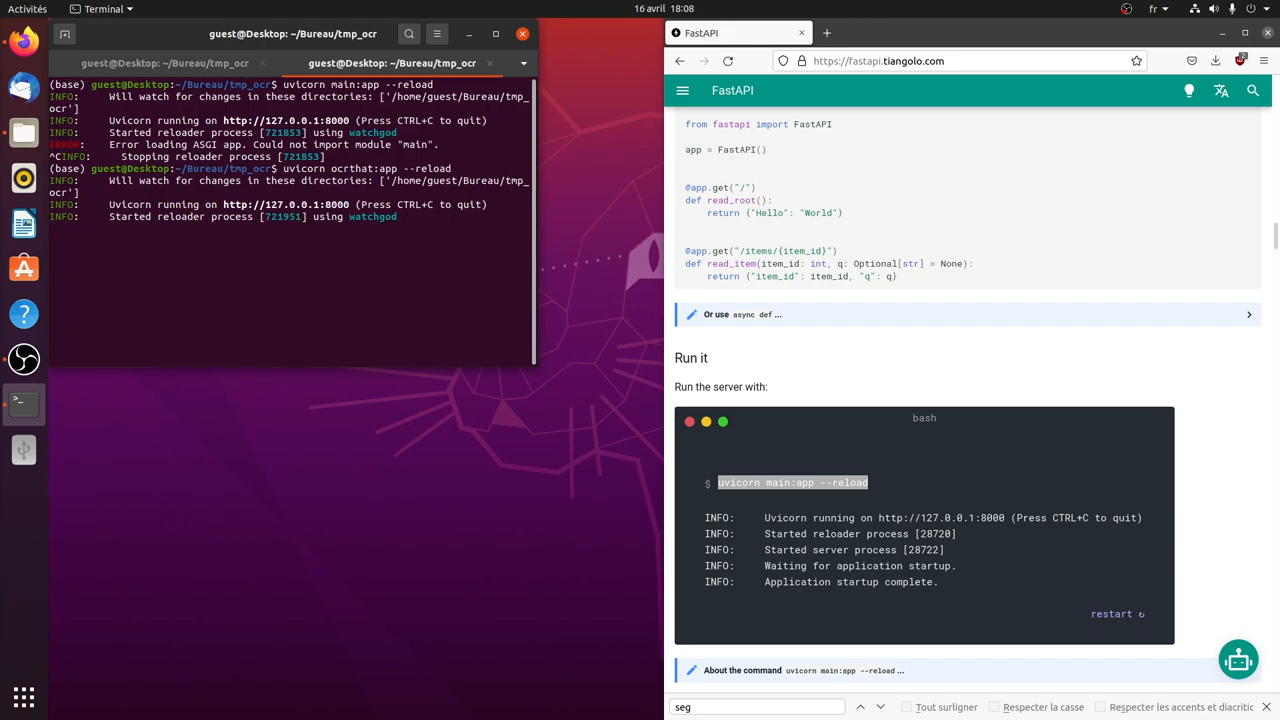 Activités
Terminal
16 avril 18:08
fr
guest@Desktop: ~/Bureau/tmp_ocr
guest@Desktop: ~/Bureau/tmp_ocr
guest@Desktop: ~/Bureau/tmp_ocr
(base) guest@Desktop:~/Bureau/tmp_ocr$ uvicorn main:app --reload
INFO: Will watch for changes in these directories: ['/home/guest/Bureau/tmp_
ocr']
INFO: Uvicorn running on http://127.0.0.1:8000 (Press CTRL+C to quit)
INFO: Started reloader process [721853] using watchgod
ERROR: Error loading ASGI app. Could not import module "main".
^CINFO: Stopping reloader process [721853]
(base) guest@Desktop:~/Bureau/tmp_ocr$ uvicorn ocrthat:app --reload
INFO: Will watch for changes in these directories: ['/home/guest/Bureau/tmp_
ocr']
INFO: Uvicorn running on http://127.0.0.1:8000 (Press CTRL+C to quit)
INFO: Started reloader process [721951] using watchgod
FastAPI
https://fastapi.tiangolo.com
2
FastAPI
from fastapi import FastAPI
app = FastAPI()
@app.get("/")
def read_root():
return {"Hello": "World"}
@app.get("/items/{item_id}")
def read_item(item_id: int, q: Optional[str] = None):
return {"item_id": item_id, "q": q}
Or use async def ...
Run it
Run the server with:
bash
$ uvicorn main:app --reload
INFO: Uvicorn running on http://127.0.0.1:8000 (Press CTRL+C to quit)
INFO: Started reloader process [28720]
INFO: Started server process [28722]
INFO: Waiting for application startup.
INFO: Application startup complete.
restart ↻
About the command uvicorn main:app --reload ...
seg
Tout surligner
Respecter la casse
Respecter les accents et diacritic